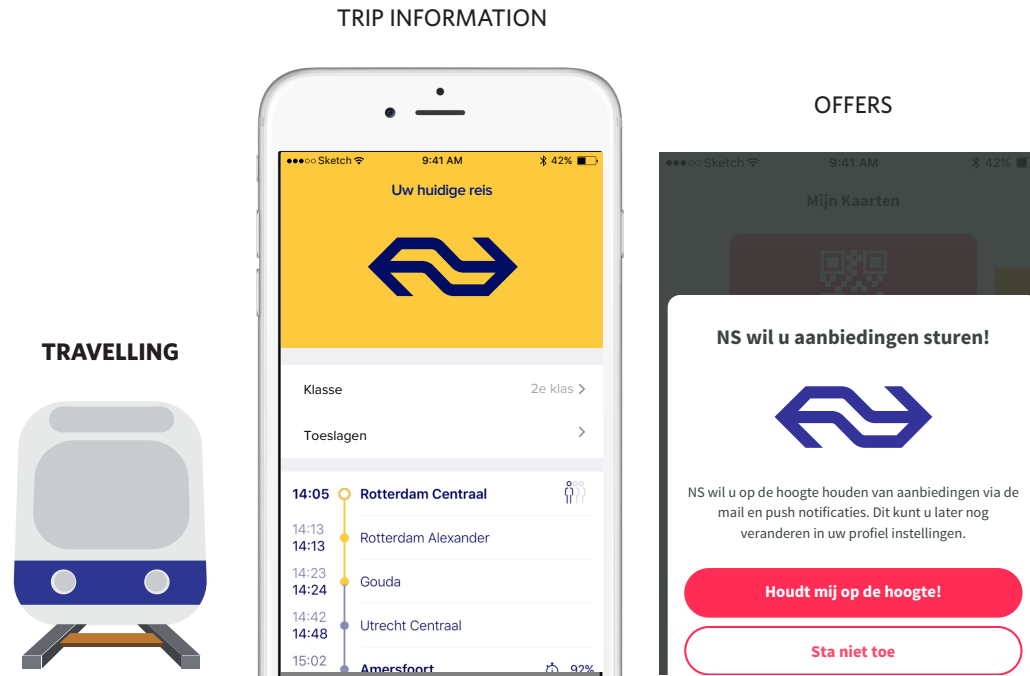 TRIP INFORMATION
OFFERS
TRAVELLING
Sketch 9:41 AM 42%
Uw huidige reis
Klasse 2e klas
Toeslagen
14:05 Rotterdam Centraal
14:13
14:13 Rotterdam Alexander
14:23
14:24 Gouda
14:42
14:48 Utrecht Centraal
15:02
Amersfoort 92%
Sketch 9:41 AM 42%
Mijn Kaarten
NS wil u aanbiedingen sturen!
NS wil u op de hoogte houden van aanbiedingen via de
mail en push notificaties. Dit kunt u later nog
veranderen in uw profiel instellingen.
Houdt mij op de hoogte!
Sta niet toe